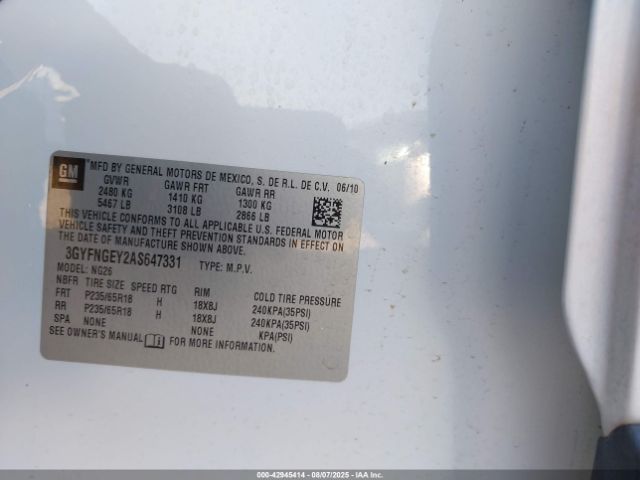 GM
® MFD BY GENERAL MOTORS DE MEXICO, S. DE R.L. DE C.V. 06/10
GVWR GAWR FRT GAWR RR
2480 KG 1410 KG 1300 KG
5467 LB 3108 LB 2866 LB
THIS VEHICLE CONFORMS TO ALL APPLICABLE U.S. FEDERAL MOTOR
VEHICLE SAFETY AND THEFT PREVENTION STANDARDS IN EFFECT ON
THE DATE OF MANUFACTURE SHOWN ABOVE.
3GYFNGEY2AS647331 TYPE: M.P.V.
MODEL: NG26
NBFR TIRE SIZE SPEED RTG RIM COLD TIRE PRESSURE
FRT P235/65R18 H 18X8J 240KPA(35PSI)
RR P235/65R18 H 18X8J 240KPA(35PSI)
SPA NONE NONE KPA(PSI)
SEE OWNER'S MANUAL i FOR MORE INFORMATION.
000-42945414 - 08/07/2025 - IAA Inc.